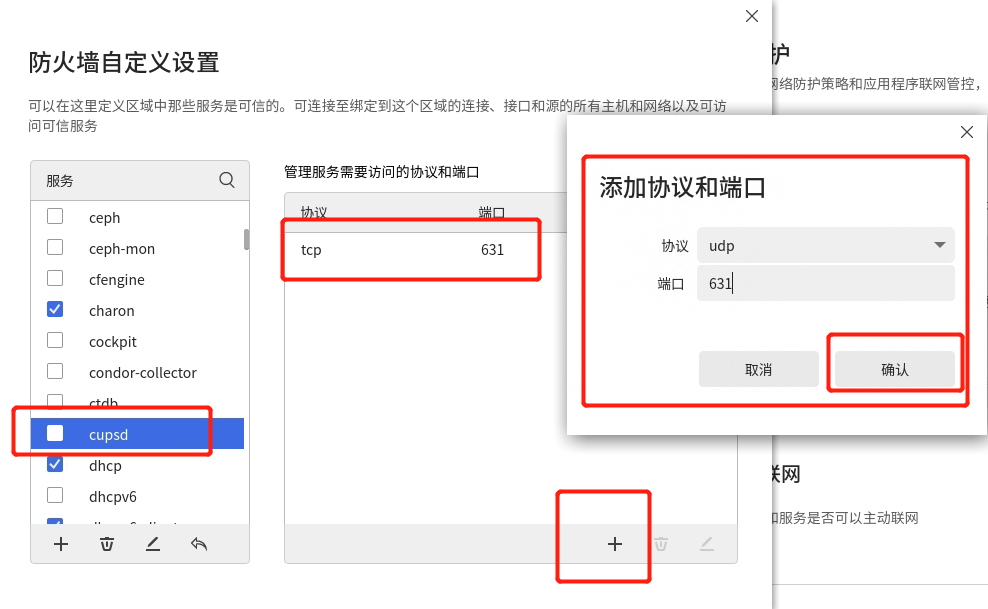 防火墙自定义设置
可以在这里定义区域中那些服务是可信的。可连接至绑定到这个区域的连接、接口和源的所有主机和网络以及可访
问可信服务
服务
ceph
ceph-mon
cfengine
charon
cockpit
condor-collector
ctdb
cupsd
dhcp
dhcpv6
管理服务需要访问的协议和端口
协议 端口
tcp 631
护
网络防护策略和应用程序联网管控,
添加协议和端口
协议 udp
端口 631
取消 确认
联网
和服务是否可以主动联网